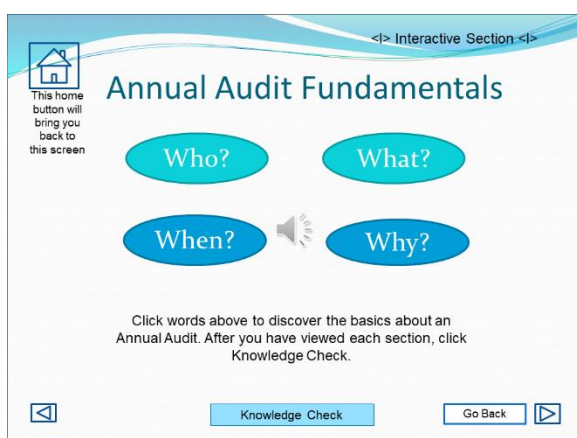 <I> Interactive Section <I>
This home
button will
bring you
back to
this screen
Annual Audit Fundamentals
Who?
What?
When?
Why?
Click words above to discover the basics about an
Annual Audit. After you have viewed each section, click
Knowledge Check.
Knowledge Check
Go Back